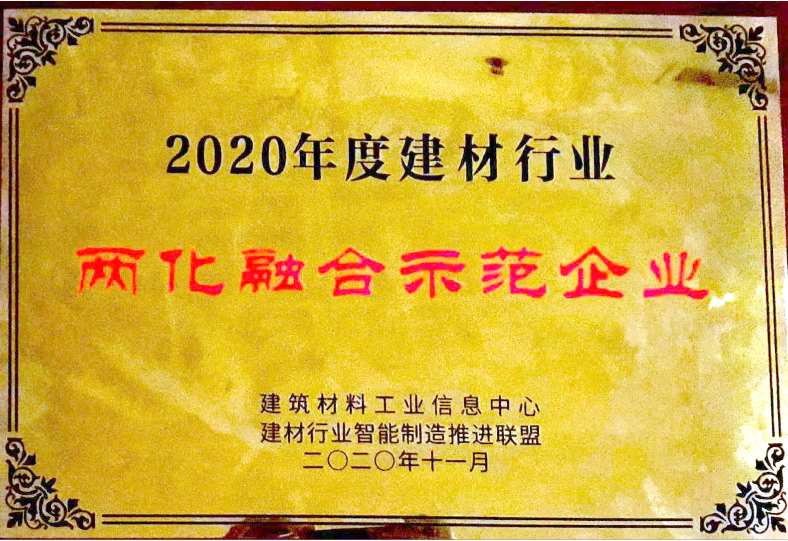 2020年度建材行业
两化融合示范企业
建筑材料工业信息中心
建材行业智能制造推进联盟
二〇二〇年十一月